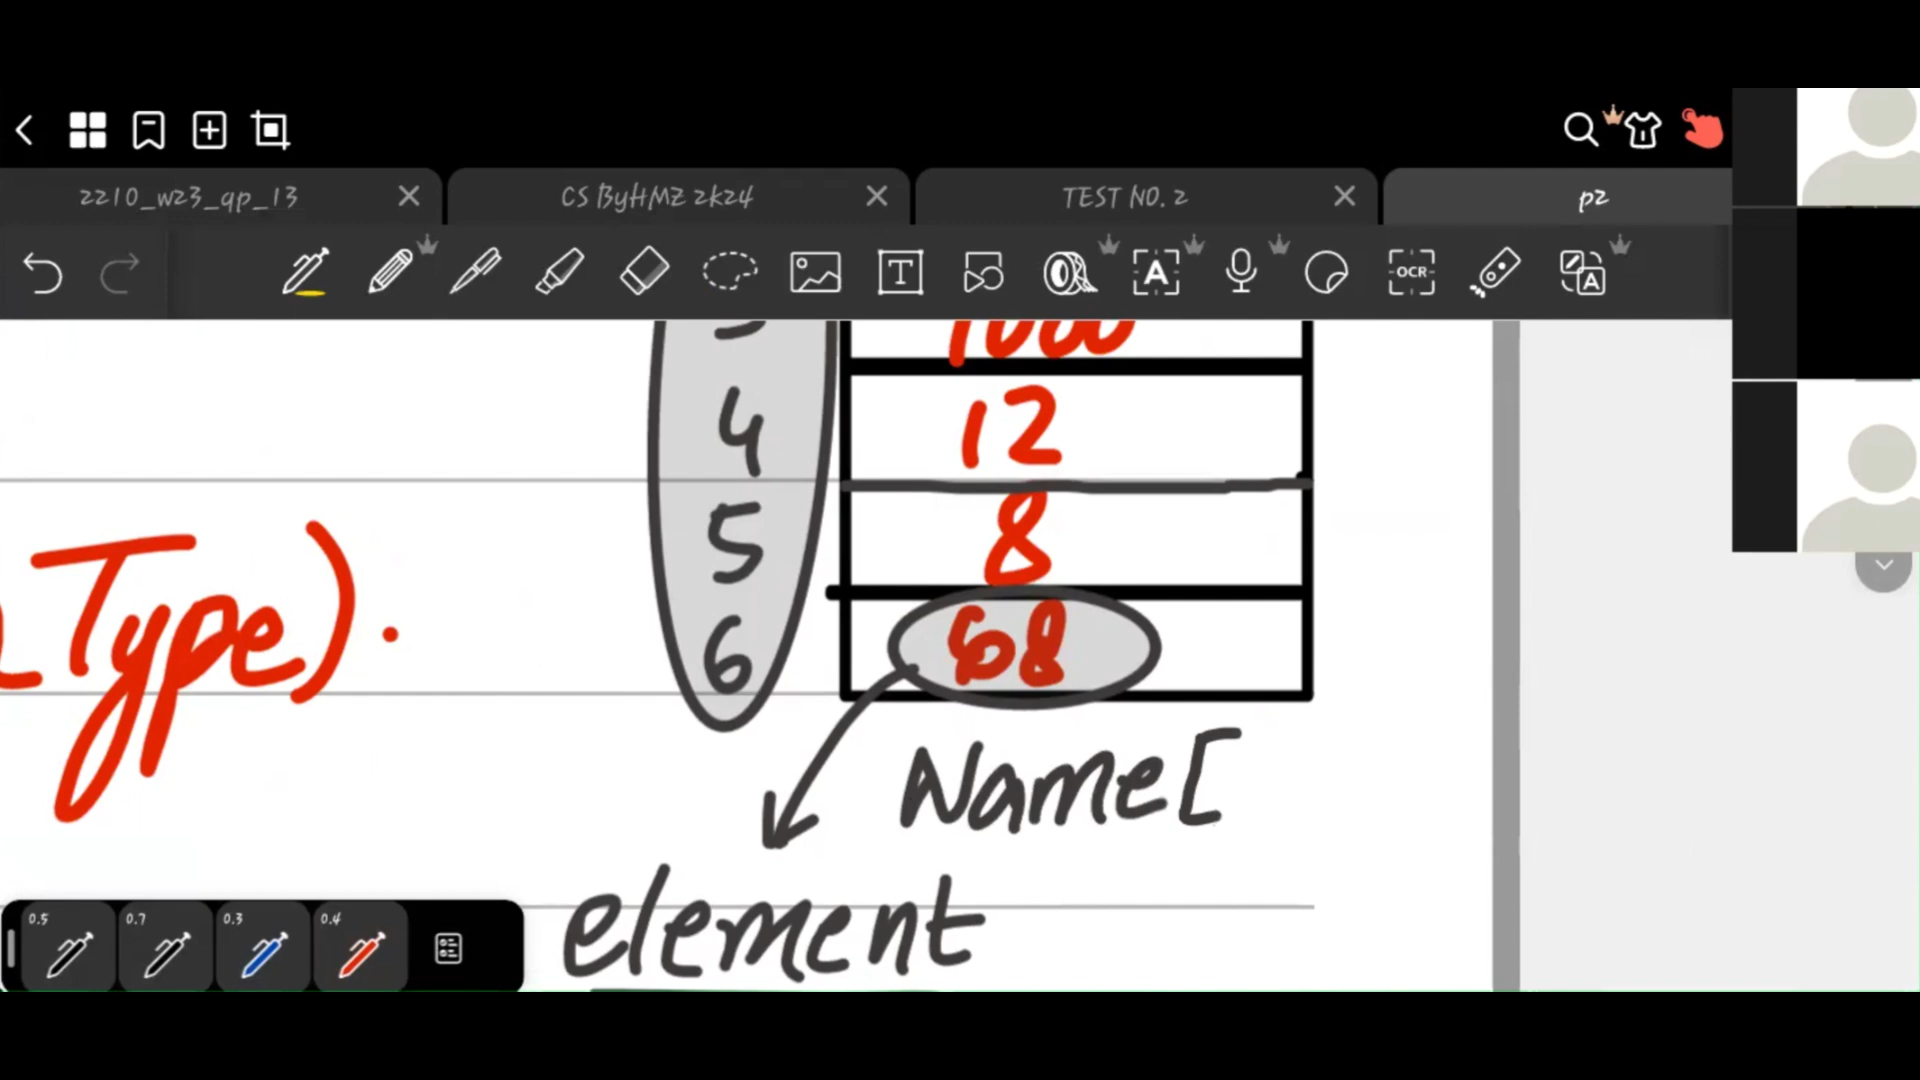 2210_w23_qp_13
CS ByHMZ 2k24
TEST NO. 2
p2
T
A
OCR
A
1000
4 12
5 8
Type).
6 68
Name[
element
0.5 0.7 0.3 0.4